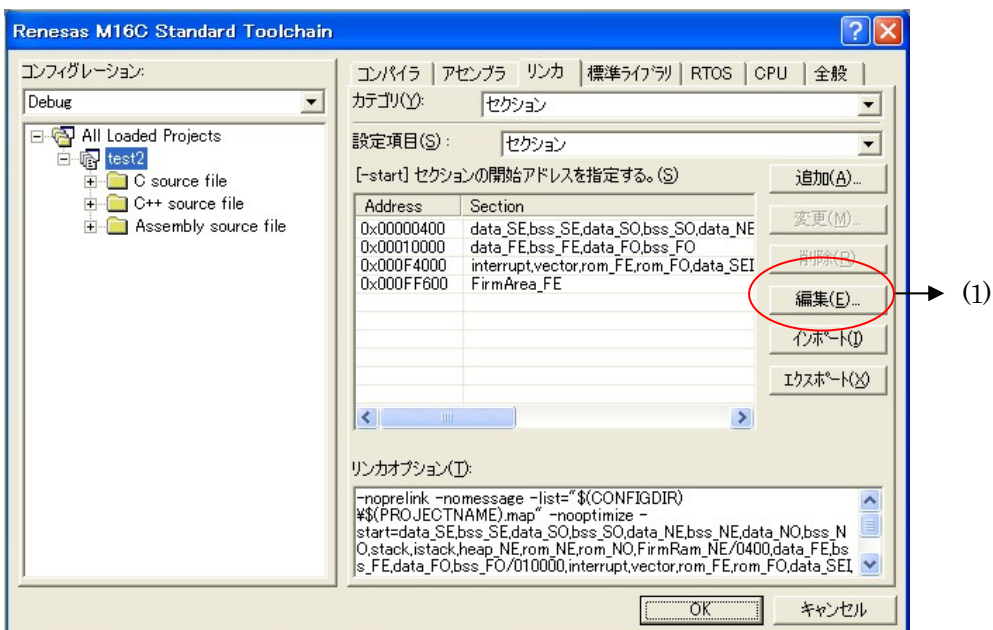 Renesas M16C Standard Toolchain
コンフィグレーション:
Debug
All Loaded Projects
test2
C source file
C++ source file
Assembly source file
コンパイラ アセンブラ リンカ 標準ライブラリ RTOS CPU 全般
カテゴリ(Y): セクション
設定項目(S): セクション
[-start] セクションの開始アドレスを指定する。(S)
追加(A)...
変更(M)...
削除(R)
編集(E)...
(1)
インポート(I)
エクスポート(X)
Address Section
0x00000400 data_SE,bss_SE,data_SO,bss_SO,data_NE
0x00010000 data_FE,bss_FE,data_FO,bss_FO
0x000F4000 interrupt,vector,rom_FE,rom_FO,data_SEI
0x000FF600 FirmArea_FE
リンカオプション(T):
-noprelink -nomessage -list="$(CONFIGDIR)
¥$(PROJECTNAME).map" -nooptimize -
start=data_SE,bss_SE,data_SO,bss_SO,data_NE,bss_NE,data_NO,bss_N
O,stack,istack,heap_NE,rom_NE,rom_NO,FirmRam_NE/0400,data_FE,bs
s_FE,data_FO,bss_FO/010000,interrupt,vector,rom_FE,rom_FO,data_SEI,
OK キャンセル